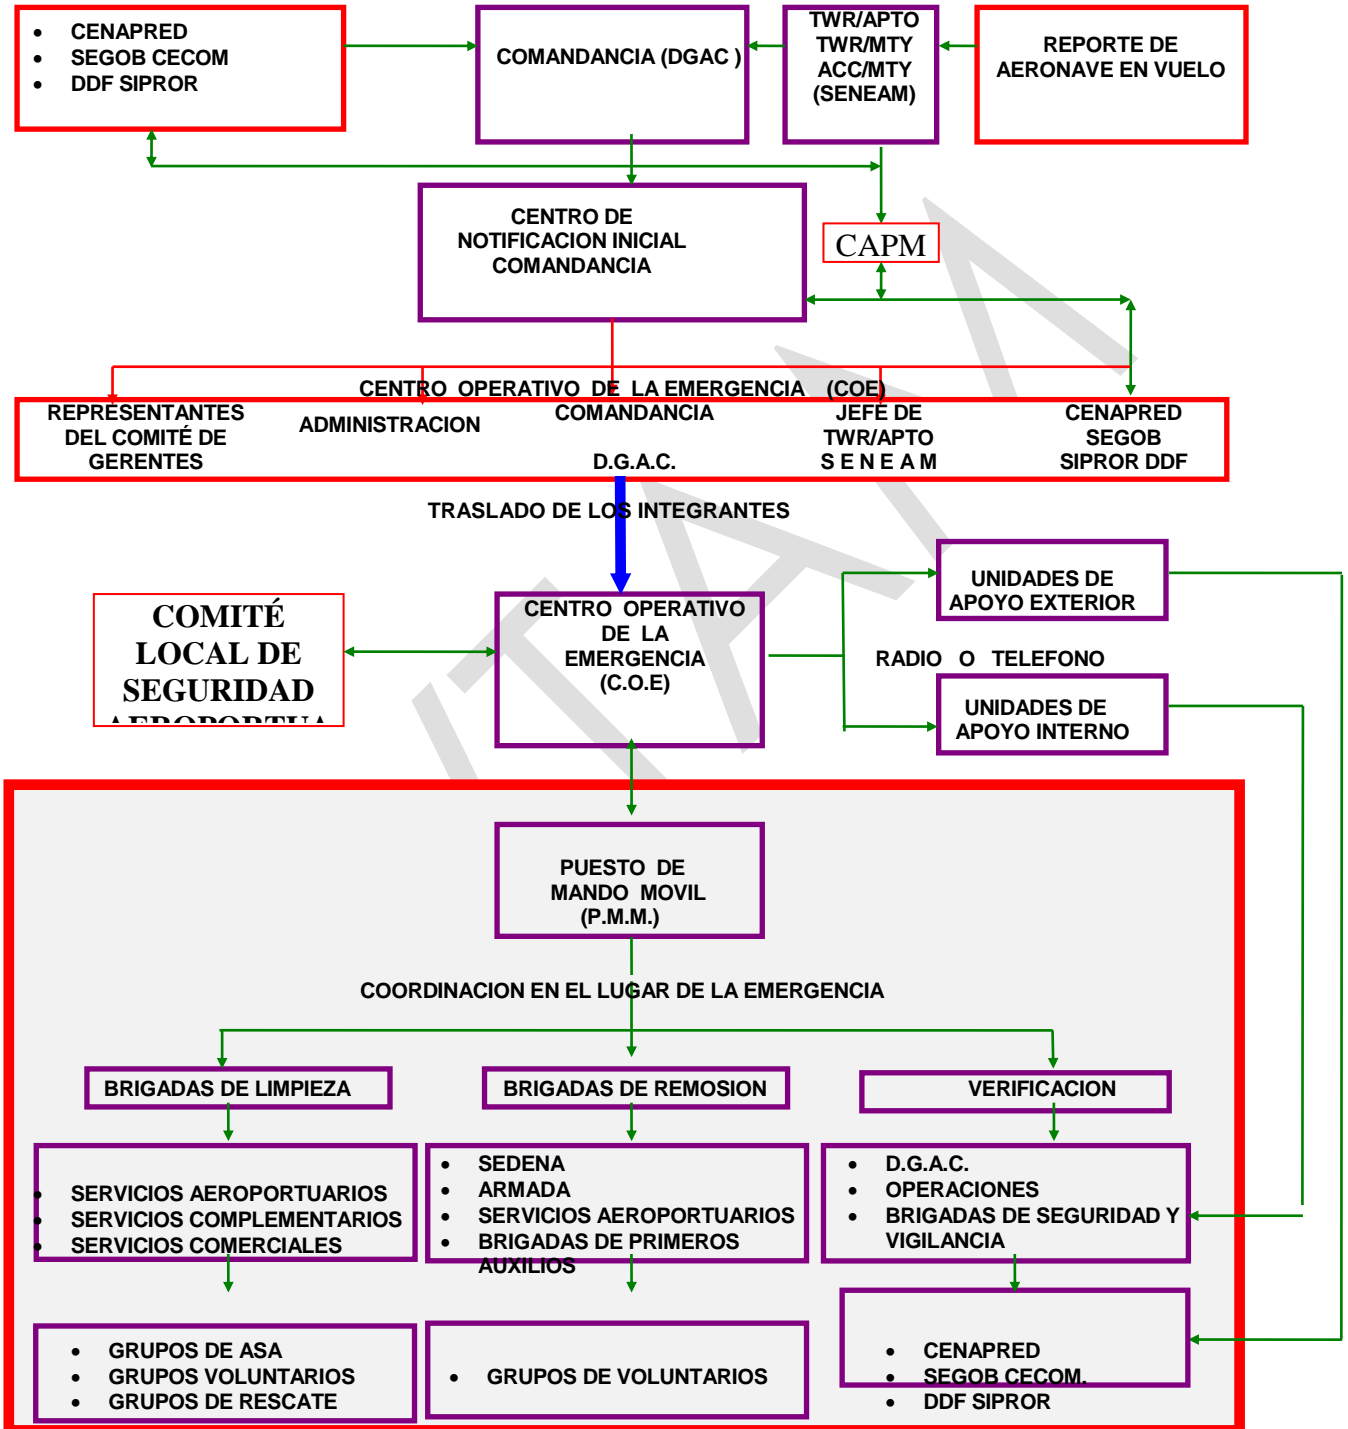 • CENAPRED
• SEGOB CECOM
• DDF SIPROR
COMANDANCIA (DGAC )
TWR/APTO
TWR/MTY
ACC/MTY
(SENEAM)
REPORTE DE
AERONAVE EN VUELO
CENTRO DE
NOTIFICACION INICIAL
COMANDANCIA
CAPM
CENTRO OPERATIVO DE LA EMERGENCIA (COE)
REPRESENTANTES
DEL COMITÉ DE
GERENTES
ADMINISTRACION
COMANDANCIA
D.G.A.C.
JEFE DE
TWR/APTO
S E N E A M
CENAPRED
SEGOB
SIPROR DDF
TRASLADO DE LOS INTEGRANTES
COMITÉ
LOCAL DE
SEGURIDAD
AEROPORTUA
CENTRO OPERATIVO
DE LA
EMERGENCIA
(C.O.E)
UNIDADES DE
APOYO EXTERIOR
RADIO O TELEFONO
UNIDADES DE
APOYO INTERNO
PUESTO DE
MANDO MOVIL
(P.M.M.)
COORDINACION EN EL LUGAR DE LA EMERGENCIA
BRIGADAS DE LIMPIEZA
BRIGADAS DE REMOSION
VERIFICACION
• SERVICIOS AEROPORTUARIOS
• SERVICIOS COMPLEMENTARIOS
• SERVICIOS COMERCIALES
• SEDENA
• ARMADA
• SERVICIOS AEROPORTUARIOS
• BRIGADAS DE PRIMEROS
AUXILIOS
• D.G.A.C.
• OPERACIONES
• BRIGADAS DE SEGURIDAD Y
VIGILANCIA
• GRUPOS DE ASA
• GRUPOS VOLUNTARIOS
• GRUPOS DE RESCATE
• GRUPOS DE VOLUNTARIOS
• CENAPRED
• SEGOB CECOM.
• DDF SIPROR